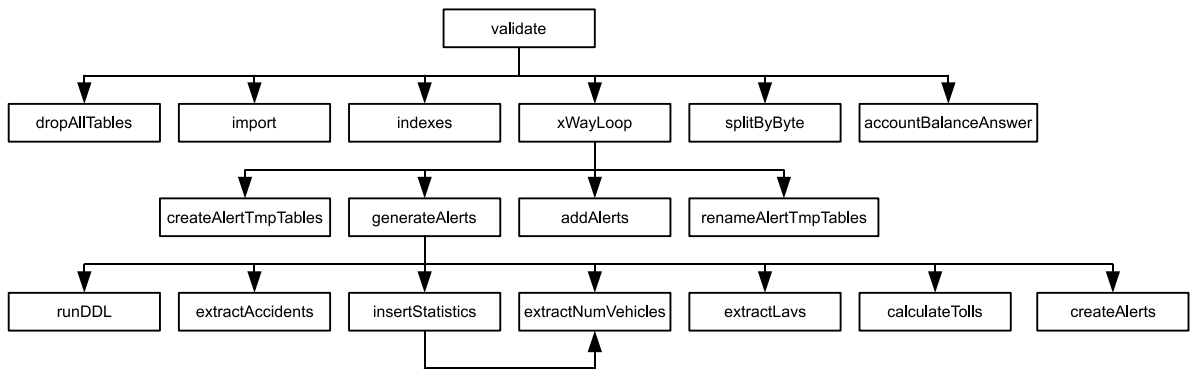 validate
dropAllTables
import
indexes
xWayLoop
splitByByte
accountBalanceAnswer
createAlertTmpTables
generateAlerts
addAlerts
renameAlertTmpTables
runDDL
extractAccidents
insertStatistics
extractNumVehicles
extractLavs
calculateTolls
createAlerts